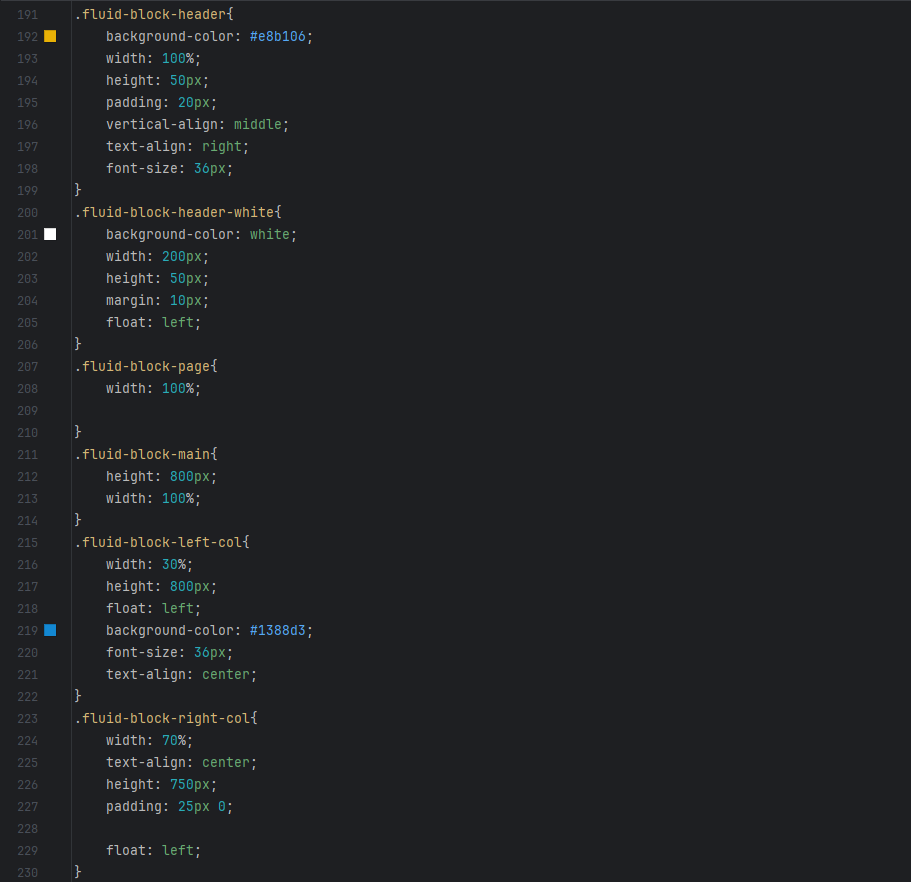 191 .fluid-block-header{
192 background-color: #e8b106;
193 width: 100%;
194 height: 50px;
195 padding: 20px;
196 vertical-align: middle;
197 text-align: right;
198 font-size: 36px;
199 }
200 .fluid-block-header-white{
201 background-color: white;
202 width: 200px;
203 height: 50px;
204 margin: 10px;
205 float: left;
206 }
207 .fluid-block-page{
208 width: 100%;
209
210 }
211 .fluid-block-main{
212 height: 800px;
213 width: 100%;
214 }
215 .fluid-block-left-col{
216 width: 30%;
217 height: 800px;
218 float: left;
219 background-color: #1388d3;
220 font-size: 36px;
221 text-align: center;
222 }
223 .fluid-block-right-col{
224 width: 70%;
225 text-align: center;
226 height: 750px;
227 padding: 25px 0;
228
229 float: left;
230 }